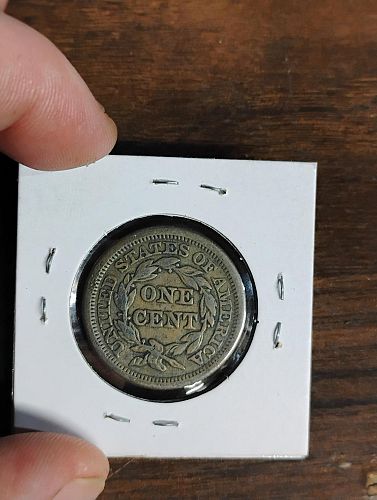 UNITED STATES OF AMERICA
ONE
CENT